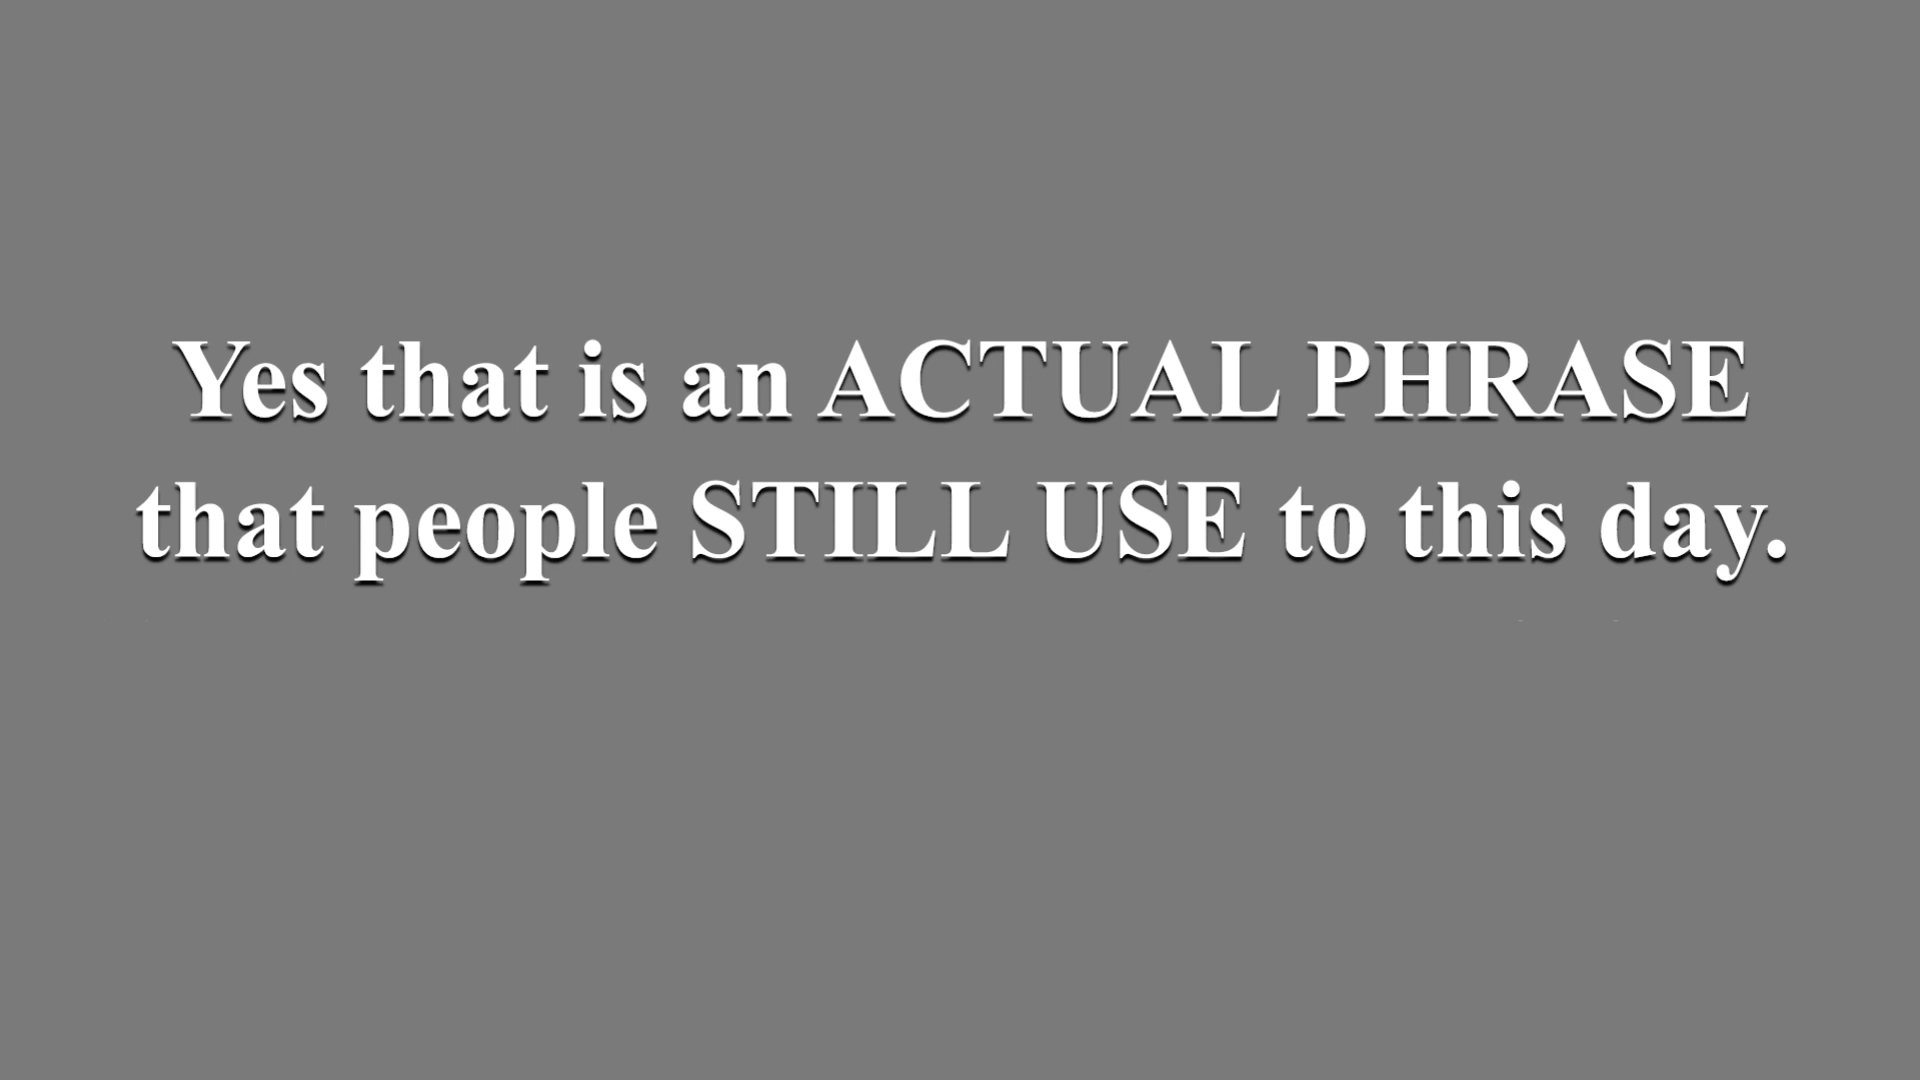 Yes that is an ACTUAL PHRASE
that people STILL USE to this day.